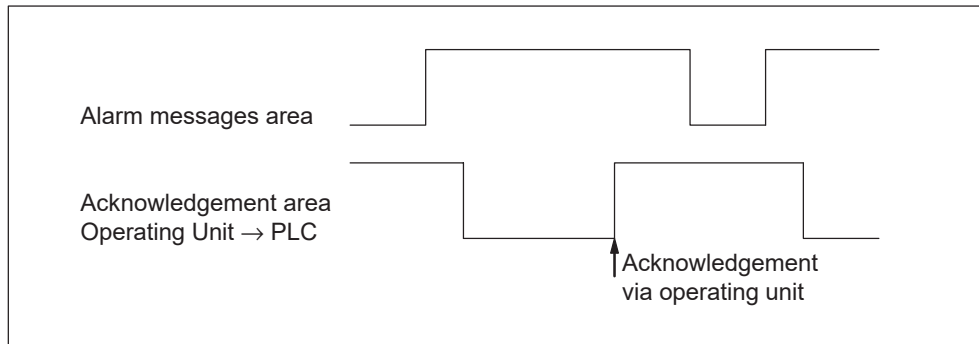 Alarm messages area
Acknowledgement area
Operating Unit → PLC
Acknowledgement
via operating unit